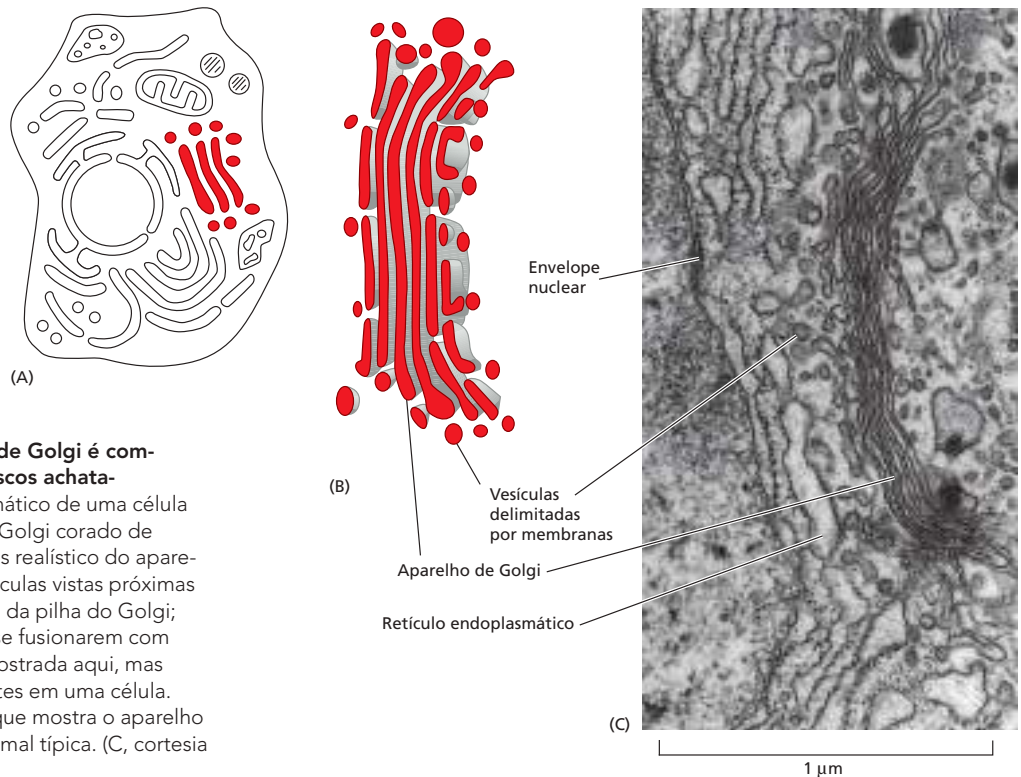 (A)
(B)
Envelope
nuclear
Vesículas
delimitadas
por membranas
Aparelho de Golgi
Retículo endoplasmático
(C)
1 μm
de Golgi é com-
scos achata-
mático de uma célula
Golgi corado de
s realístico do apare-
culas vistas próximas
da pilha do Golgi;
se fusionarem com
ostrada aqui, mas
tes em uma célula.
que mostra o aparelho
mal típica. (C, cortesia